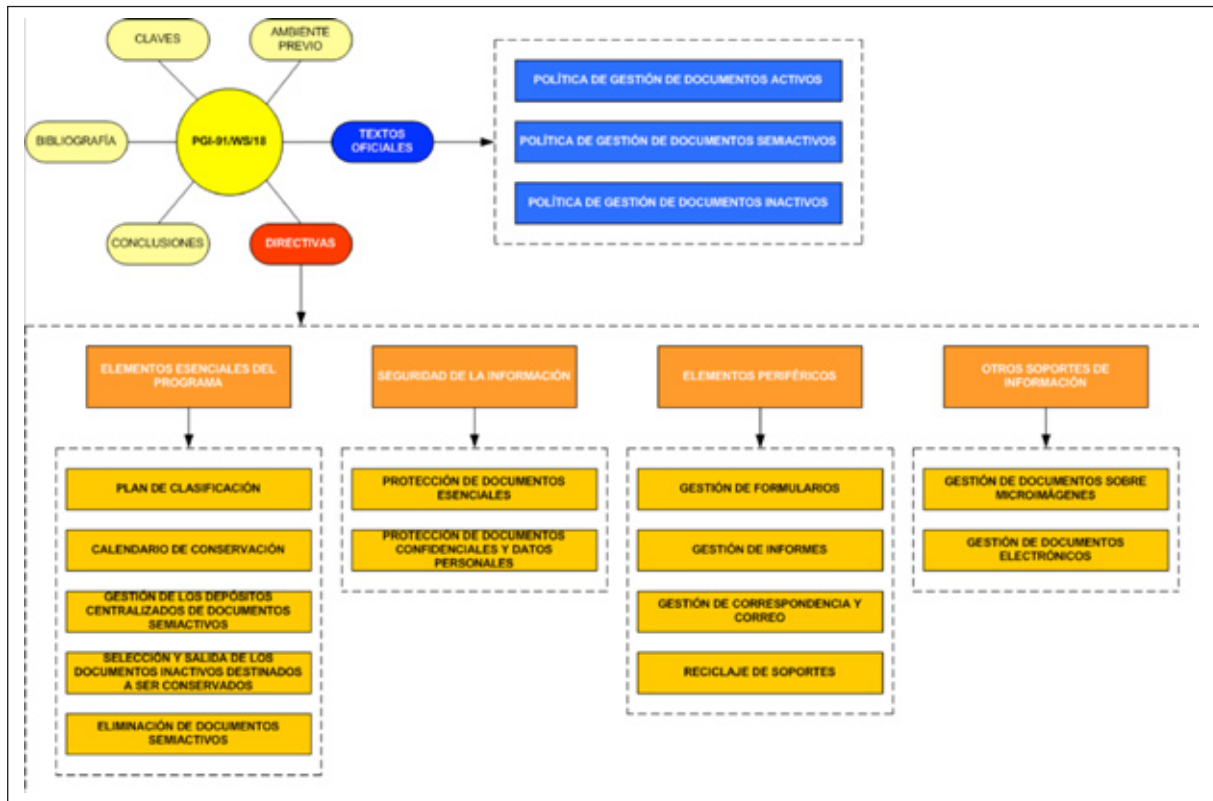 CLAVES
AMBIENTE
PREVIO
BIBLIOGRAFÍA
PGI-91/WS/18
TEXTOS
OFICIALES
CONCLUSIONES
DIRECTIVAS
POLÍTICA DE GESTIÓN DE DOCUMENTOS ACTIVOS
POLÍTICA DE GESTIÓN DE DOCUMENTOS SEMIACTIVOS
POLÍTICA DE GESTIÓN DE DOCUMENTOS INACTIVOS
ELEMENTOS ESENCIALES DEL
PROGRAMA
PLAN DE CLASIFICACIÓN
CALENDARIO DE CONSERVACIÓN
GESTIÓN DE LOS DEPÓSITOS
CENTRALIZADOS DE DOCUMENTOS
SEMIACTIVOS
SELECCIÓN Y SALIDA DE LOS
DOCUMENTOS INACTIVOS DESTINADOS
A SER CONSERVADOS
ELIMINACIÓN DE DOCUMENTOS
SEMIACTIVOS
SEGURIDAD DE LA INFORMACIÓN
PROTECCIÓN DE DOCUMENTOS
ESENCIALES
PROTECCIÓN DE DOCUMENTOS
CONFIDENCIALES Y DATOS
PERSONALES
ELEMENTOS PERIFÉRICOS
GESTIÓN DE FORMULARIOS
GESTIÓN DE INFORMES
GESTIÓN DE CORRESPONDENCIA Y
CORREO
RECICLAJE DE SOPORTES
OTROS SOPORTES DE
INFORMACIÓN
GESTIÓN DE DOCUMENTOS SOBRE
MICROIMÁGENES
GESTIÓN DE DOCUMENTOS
ELECTRÓNICOS